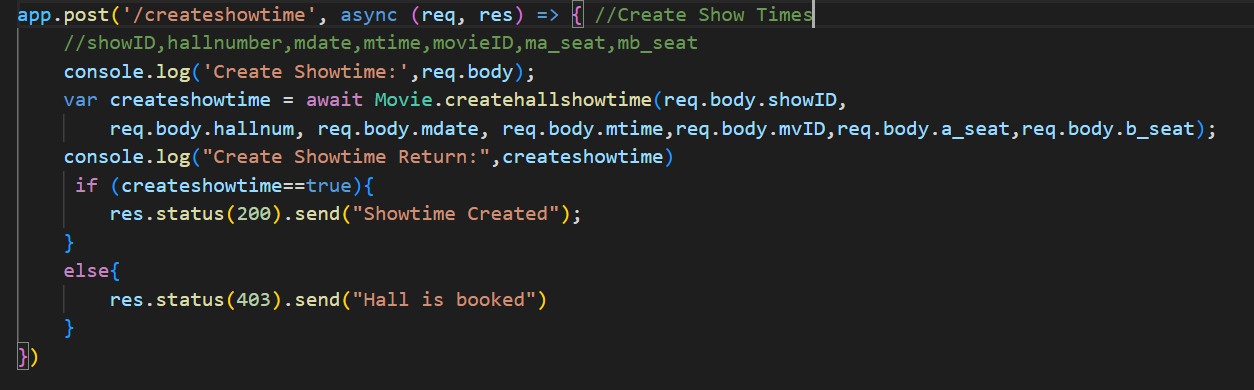 app.post('/createshowtime', async (req, res) => { //Create Show Times
//showID,hallnumber,mdate,mtime,movieID,ma_seat,mb_seat
console.log('Create Showtime:',req.body);
var createshowtime = await Movie.createhallshowtime(req.body.showID,
req.body.hallnum, req.body.mdate, req.body.mtime,req.body.mvID,req.body.a_seat,req.body.b_seat);
console.log("Create Showtime Return:",createshowtime)
if (createshowtime==true){
res.status(200).send("Showtime Created");
}
else{
res.status(403).send("Hall is booked")
}
})